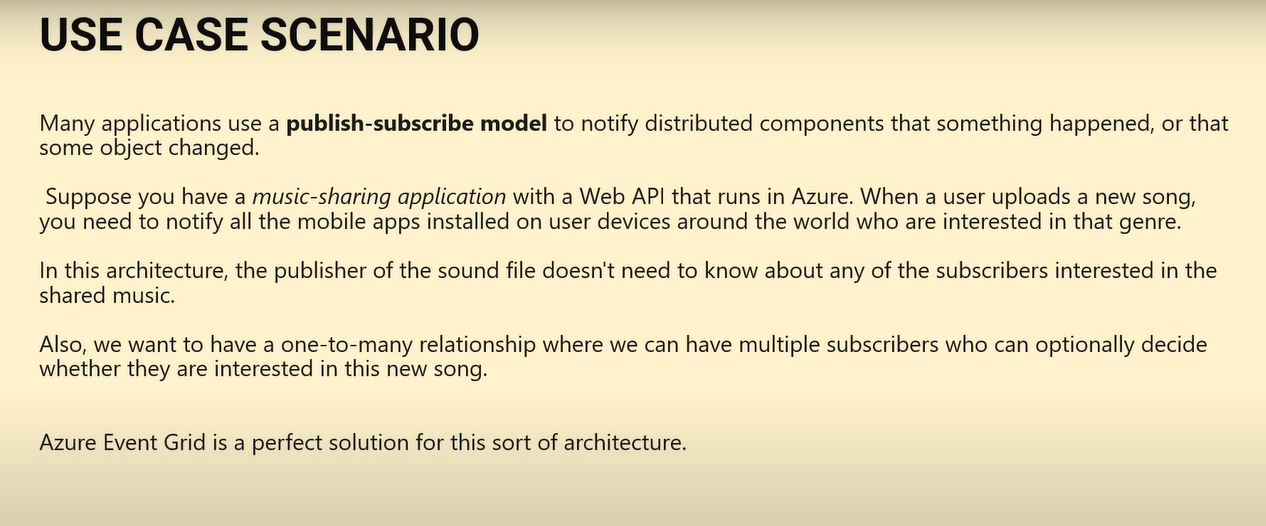 USE CASE SCENARIO
Many applications use a publish-subscribe model to notify distributed components that something happened, or that
some object changed.
Suppose you have a music-sharing application with a Web API that runs in Azure. When a user uploads a new song,
you need to notify all the mobile apps installed on user devices around the world who are interested in that genre.
In this architecture, the publisher of the sound file doesn't need to know about any of the subscribers interested in the
shared music.
Also, we want to have a one-to-many relationship where we can have multiple subscribers who can optionally decide
whether they are interested in this new song.
Azure Event Grid is a perfect solution for this sort of architecture.